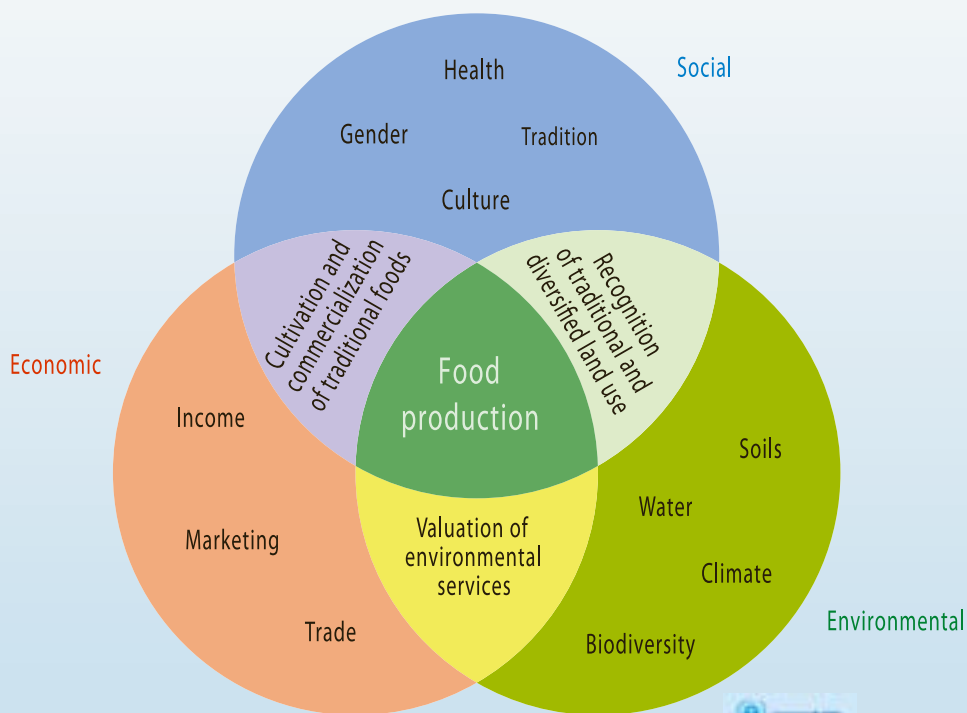 Health
Social
Gender
Tradition
Culture
Cultivation and
commercialization
of traditional foods
Recognition
of traditional and
diversified land use
Economic
Food
production
Income
Soils
Water
Marketing
Valuation of
environmental
services
Climate
Trade
Biodiversity
Environmental